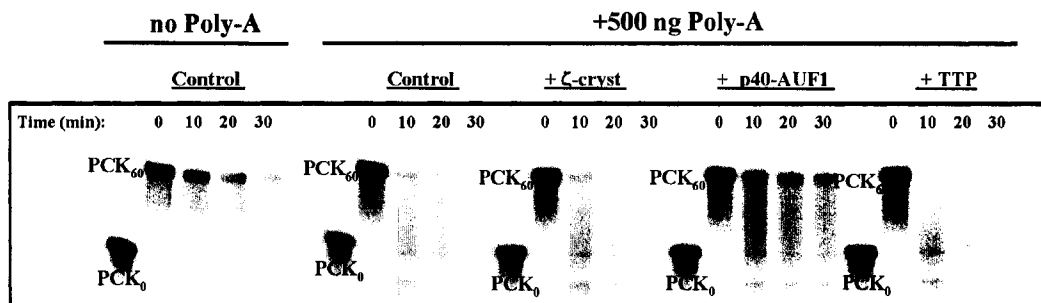 no Poly-A +500 ng Poly-A
Control Control + ζ-cryst + p40-AUF1 + TTP
Time (min): 0 10 20 30 0 10 20 30 0 10 20 30 0 10 20 30 0 10 20 30
PCK60 PCK60 PCK60 PCK60 PCK60
PCK0 PCK0 PCK0 PCK0 PCK0